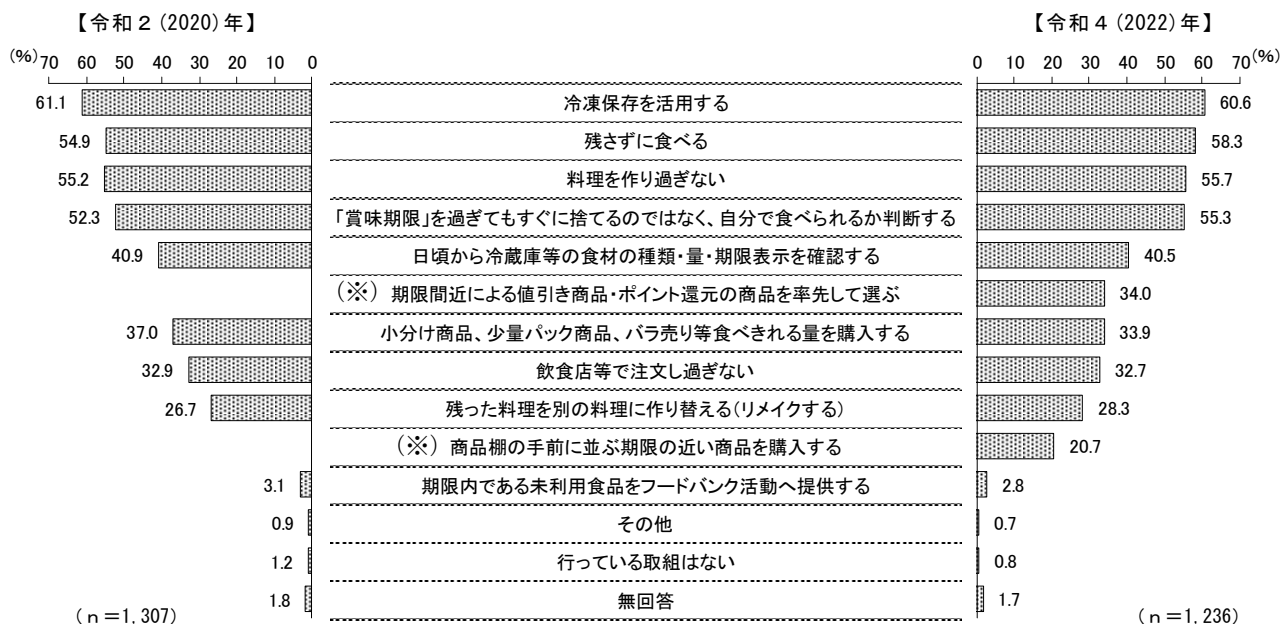 【令和２(2020)年】 【令和４(2022)年】
(%) 70 60 50 40 30 20 10 0 0 10 20 30 40 50 60 70 (%)
61.1 冷凍保存を活用する 60.6
54.9 残さずに食べる 58.3
55.2 料理を作り過ぎない 55.7
52.3 「賞味期限」を過ぎてもすぐに捨てるのではなく、自分で食べられるか判断する 55.3
40.9 日頃から冷蔵庫等の食材の種類・量・期限表示を確認する 40.5
(※) 期限間近による値引き商品・ポイント還元の商品を率先して選ぶ 34.0
37.0 小分け商品、少量パック商品、バラ売り等食べきれる量を購入する 33.9
32.9 飲食店等で注文し過ぎない 32.7
26.7 残った料理を別の料理に作り替える(リメイクする) 28.3
(※) 商品棚の手前に並ぶ期限の近い商品を購入する 20.7
3.1 期限内である未利用食品をフードバンク活動へ提供する 2.8
0.9 その他 0.7
1.2 行っている取組はない 0.8
1.8 無回答 1.7
(ｎ＝1,307) (ｎ＝1,236)